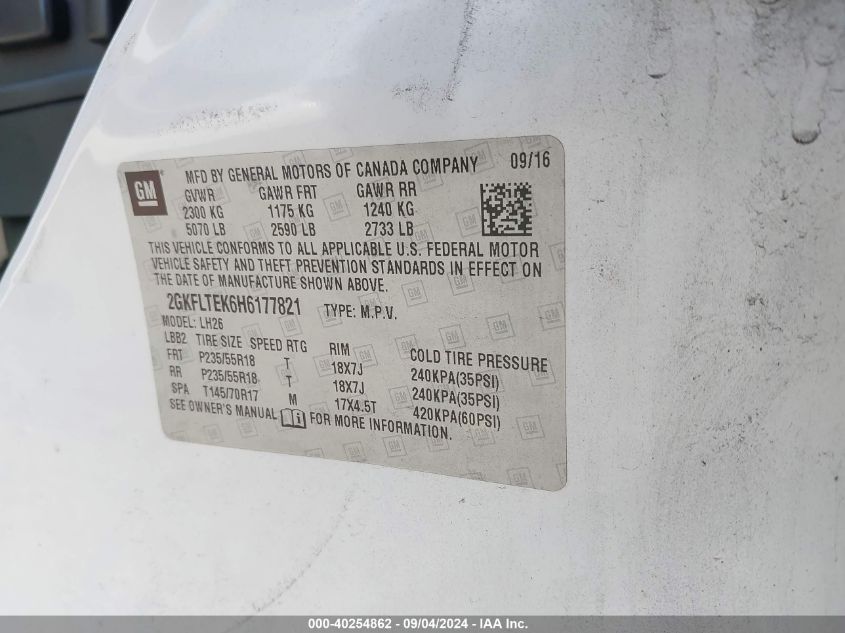 MFD BY GENERAL MOTORS OF CANADA COMPANY 09/16
GM
GVWR GAWR FRT GAWR RR
2300 KG 1175 KG 1240 KG
5070 LB 2590 LB 2733 LB
THIS VEHICLE CONFORMS TO ALL APPLICABLE U.S. FEDERAL MOTOR
VEHICLE SAFETY AND THEFT PREVENTION STANDARDS IN EFFECT ON
THE DATE OF MANUFACTURE SHOWN ABOVE.
2GKFLTEK6H6177821 TYPE: M.P.V.
MODEL: LH26
LBB2 TIRE SIZE SPEED RTG RIM COLD TIRE PRESSURE
FRT P235/55R18 T 18X7J 240KPA(35PSI)
RR P235/55R18 T 18X7J 240KPA(35PSI)
SPA T145/70R17 M 17X4.5T 420KPA(60PSI)
SEE OWNER'S MANUAL FOR MORE INFORMATION.
000-40254862 - 09/04/2024 - IAA Inc.